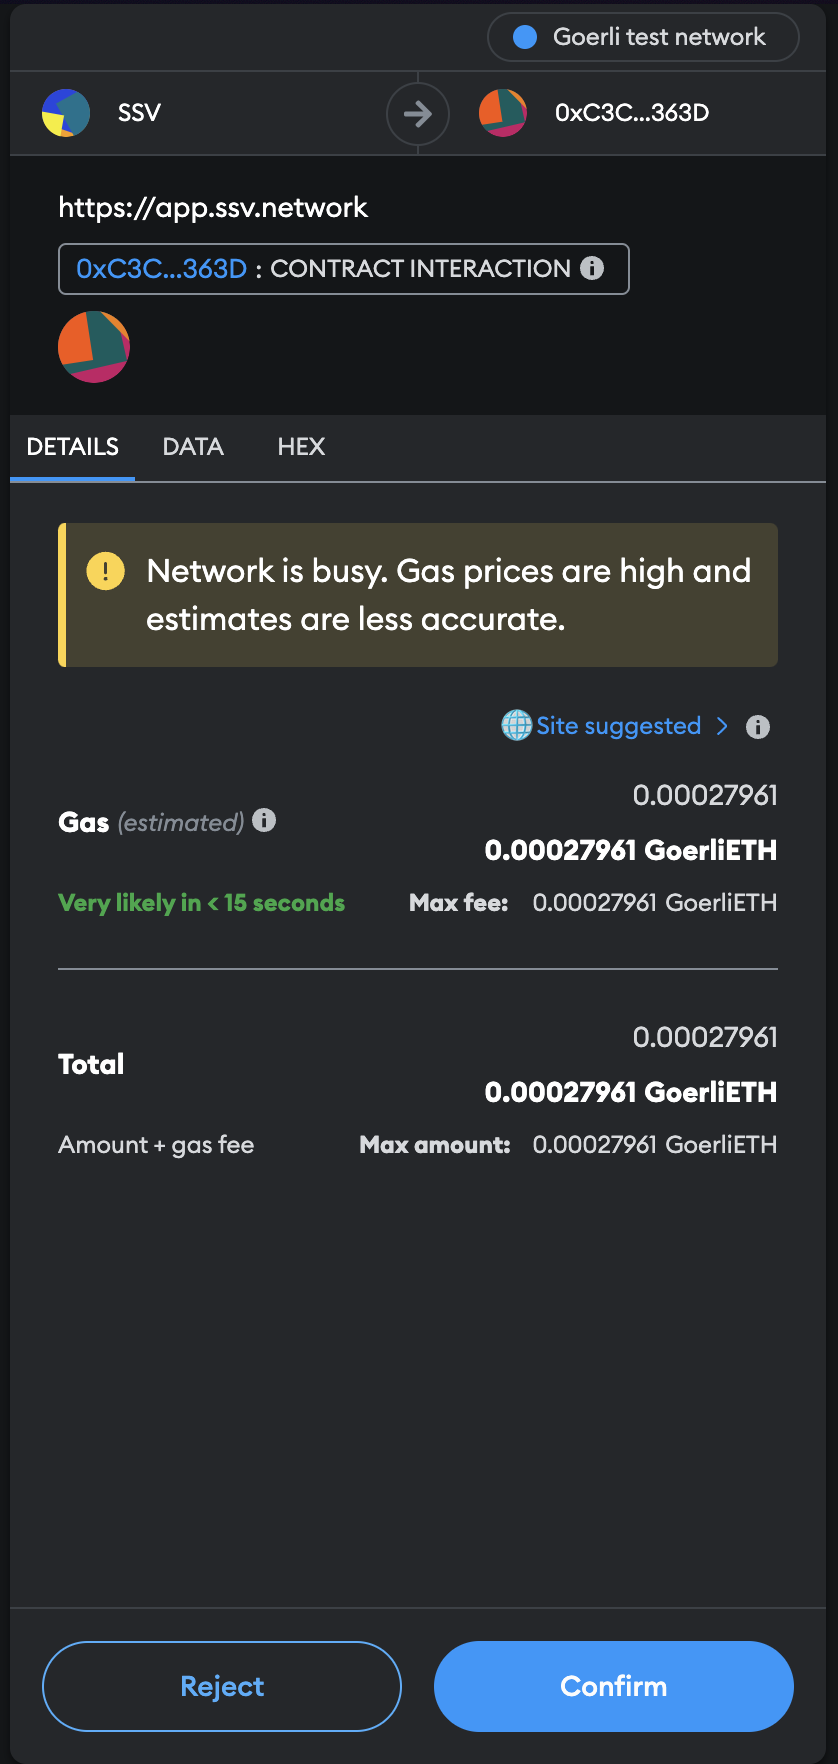 Goerli test network
SSV
0xC3C...363D
https://app.ssv.network
0xC3C...363D : CONTRACT INTERACTION
DETAILS DATA HEX
Network is busy. Gas prices are high and
estimates are less accurate.
Site suggested >
0.00027961
Gas (estimated)
0.00027961 GoerliETH
Very likely in < 15 seconds Max fee: 0.00027961 GoerliETH
0.00027961
Total
0.00027961 GoerliETH
Amount + gas fee Max amount: 0.00027961 GoerliETH
Reject Confirm